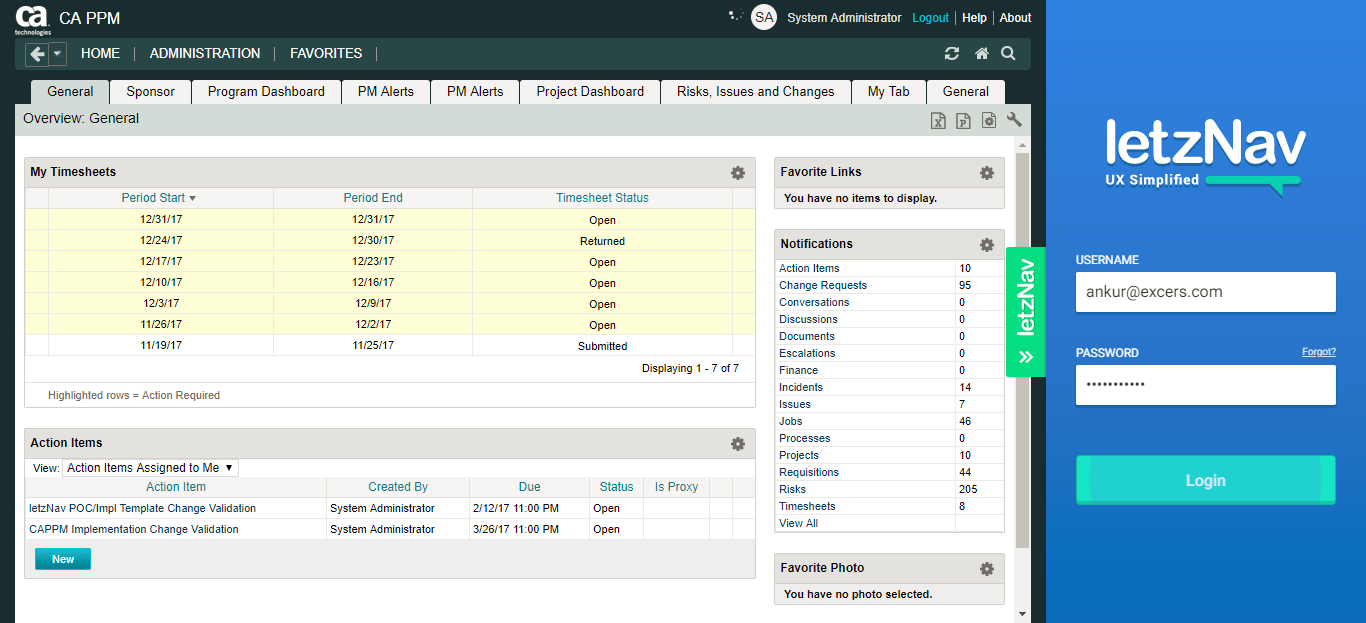 ca technologies CA PPM SA System Administrator Logout Help About
HOME ADMINISTRATION FAVORITES
General Sponsor Program Dashboard PM Alerts PM Alerts Project Dashboard Risks, Issues and Changes My Tab General
Overview: General
My Timesheets
Period Start Period End Timesheet Status
12/31/17 12/31/17 Open
12/24/17 12/30/17 Returned
12/17/17 12/23/17 Open
12/10/17 12/16/17 Open
12/3/17 12/9/17 Open
11/26/17 12/2/17 Open
11/19/17 11/25/17 Submitted
Displaying 1 - 7 of 7
Highlighted rows = Action Required
Action Items
View: Action Items Assigned to Me
Action Item Created By Due Status Is Proxy
letzNav POC/Impl Template Change Validation System Administrator 2/12/17 11:00 PM Open
CAPPM Implementation Change Validation System Administrator 3/26/17 11:00 PM Open
New
Favorite Links
You have no items to display.
Notifications
Action Items 10
Change Requests 95
Conversations 0
Discussions 0
Documents 0
Escalations 0
Finance 0
Incidents 14
Issues 7
Jobs 46
Processes 0
Projects 10
Requisitions 44
Risks 205
Timesheets 8
View All
Favorite Photo
You have no photo selected.
letzNav
letzNav
UX Simplified
USERNAME
ankur@excers.com
PASSWORD Forgot?
•••••••••••
Login